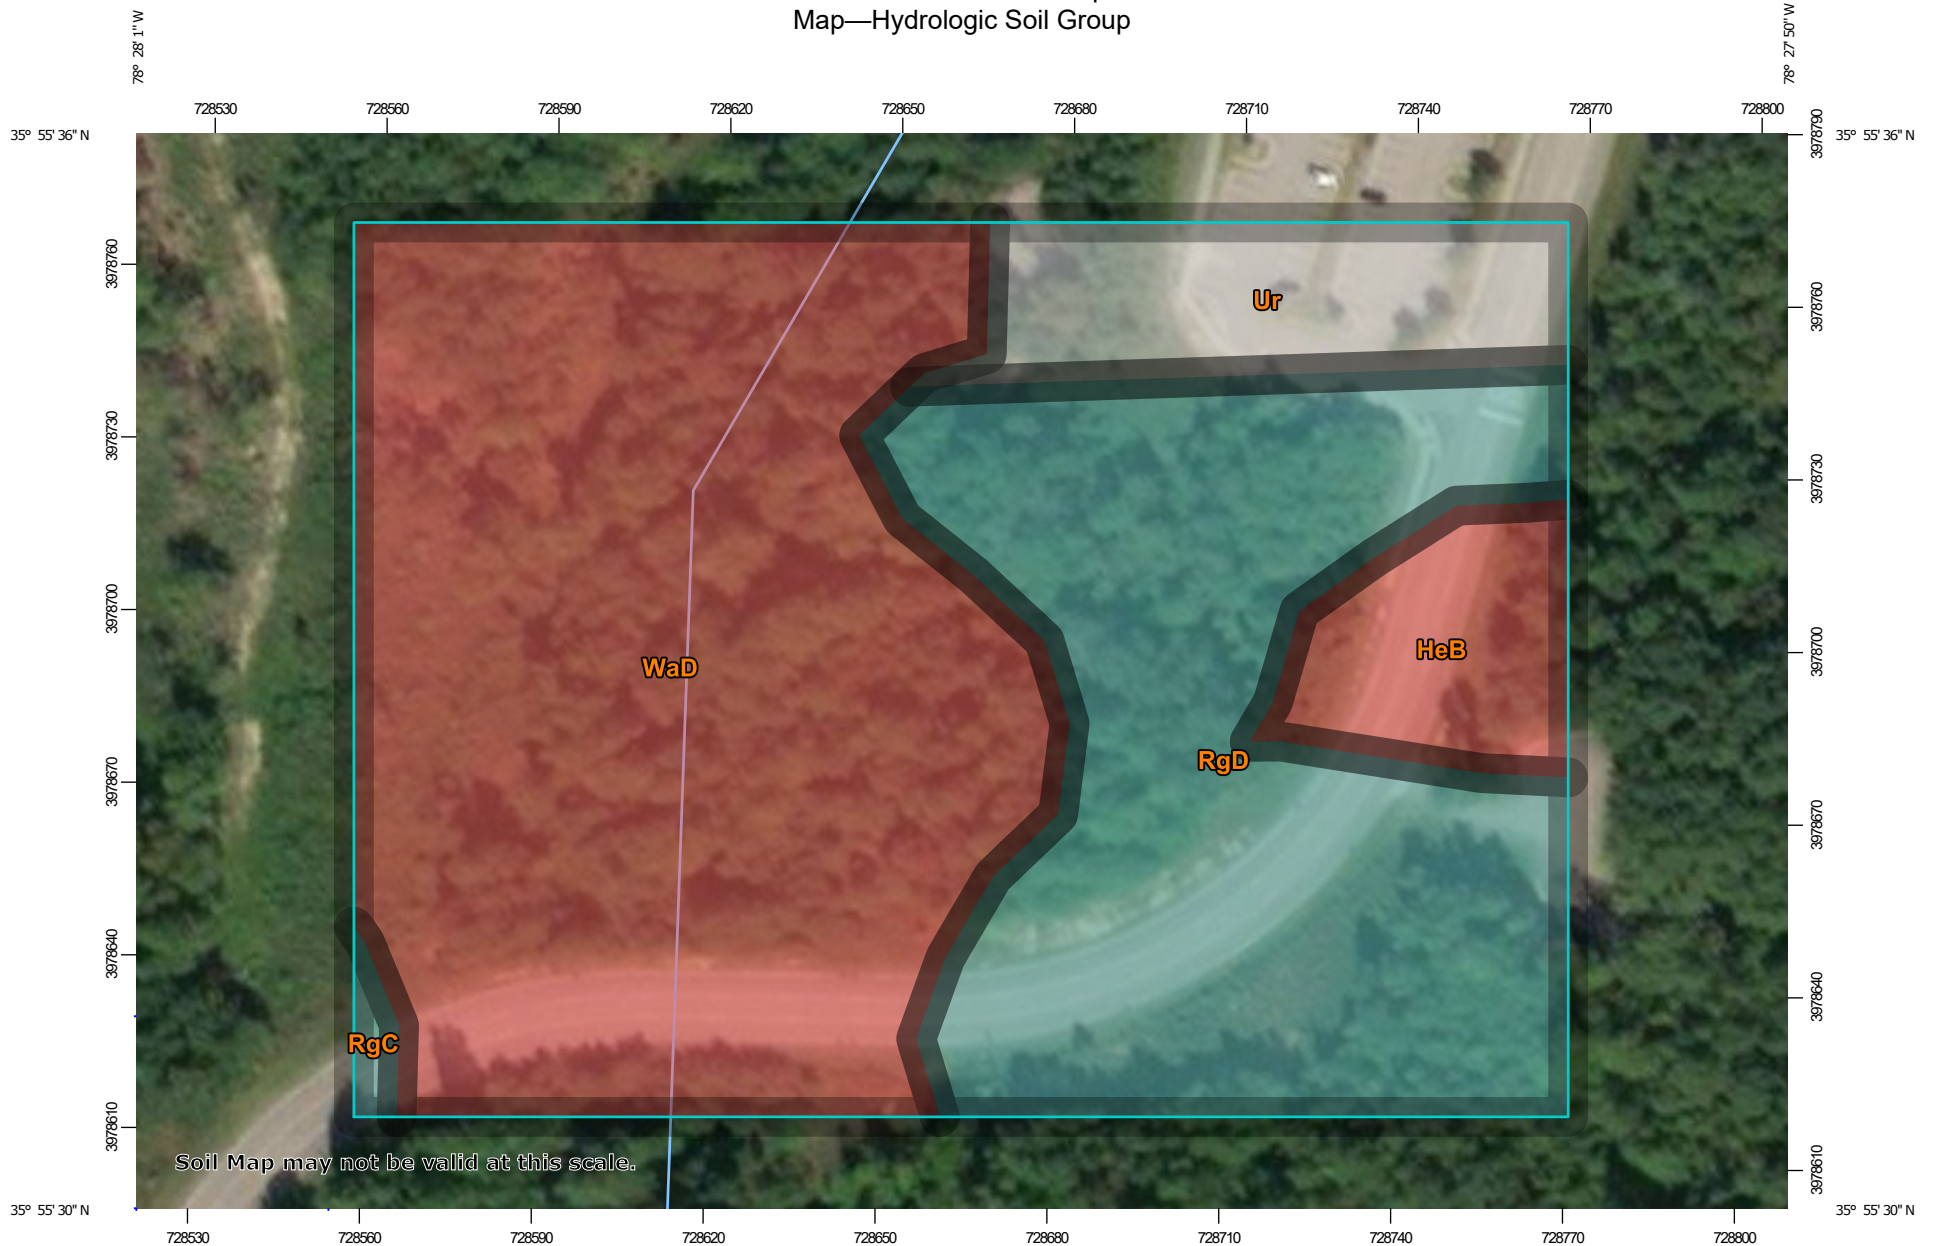 Map—Hydrologic Soil Group
78° 28' 1'' W
78° 27' 50'' W
728530 728560 728590 728620 728650 728680 728710 728740 728770 728800
35° 55' 36'' N
35° 55' 36'' N
3978790
3978760
3978760
Ur
3978730
3978730
3978700
3978700
HeB
WaD
RgD
3978670
3978670
3978640
3978640
RgC
3978610
3978610
Soil Map may not be valid at this scale.
35° 55' 30'' N
35° 55' 30'' N
728530 728560 728590 728620 728650 728680 728710 728740 728770 728800